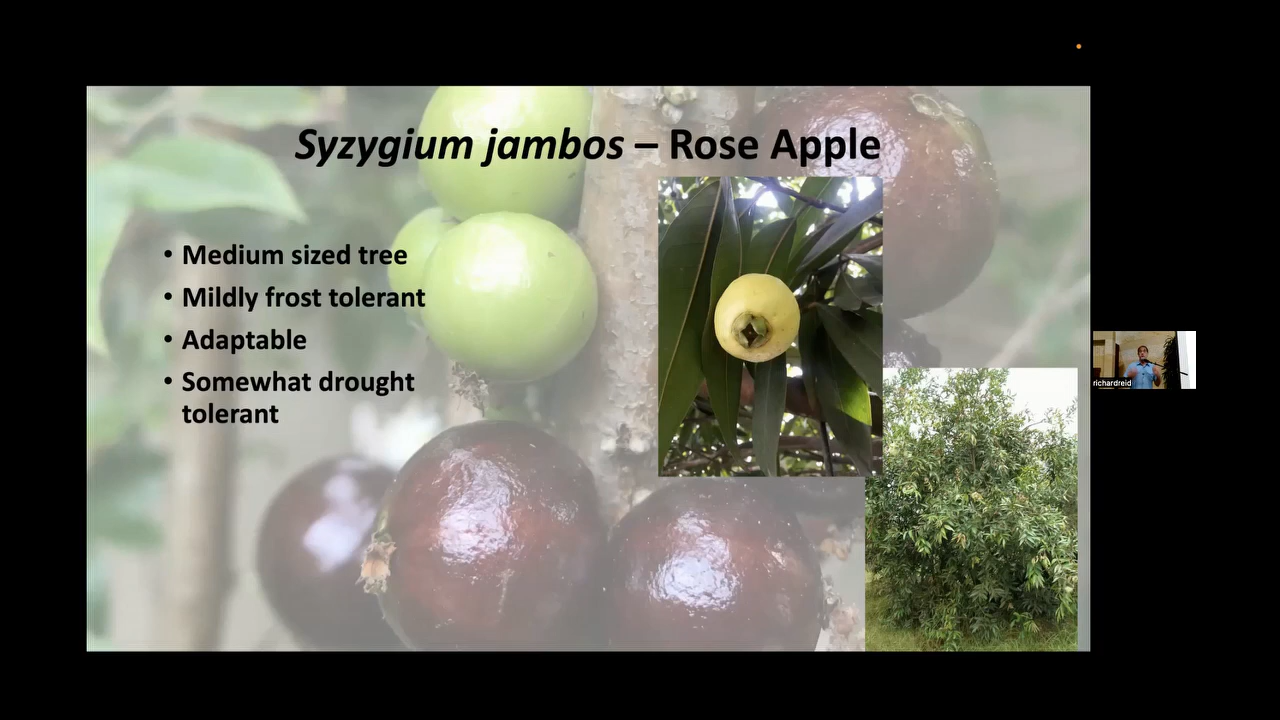 Syzygium jambos – Rose Apple
• Medium sized tree
• Mildly frost tolerant
• Adaptable
• Somewhat drought
tolerant
richardreid